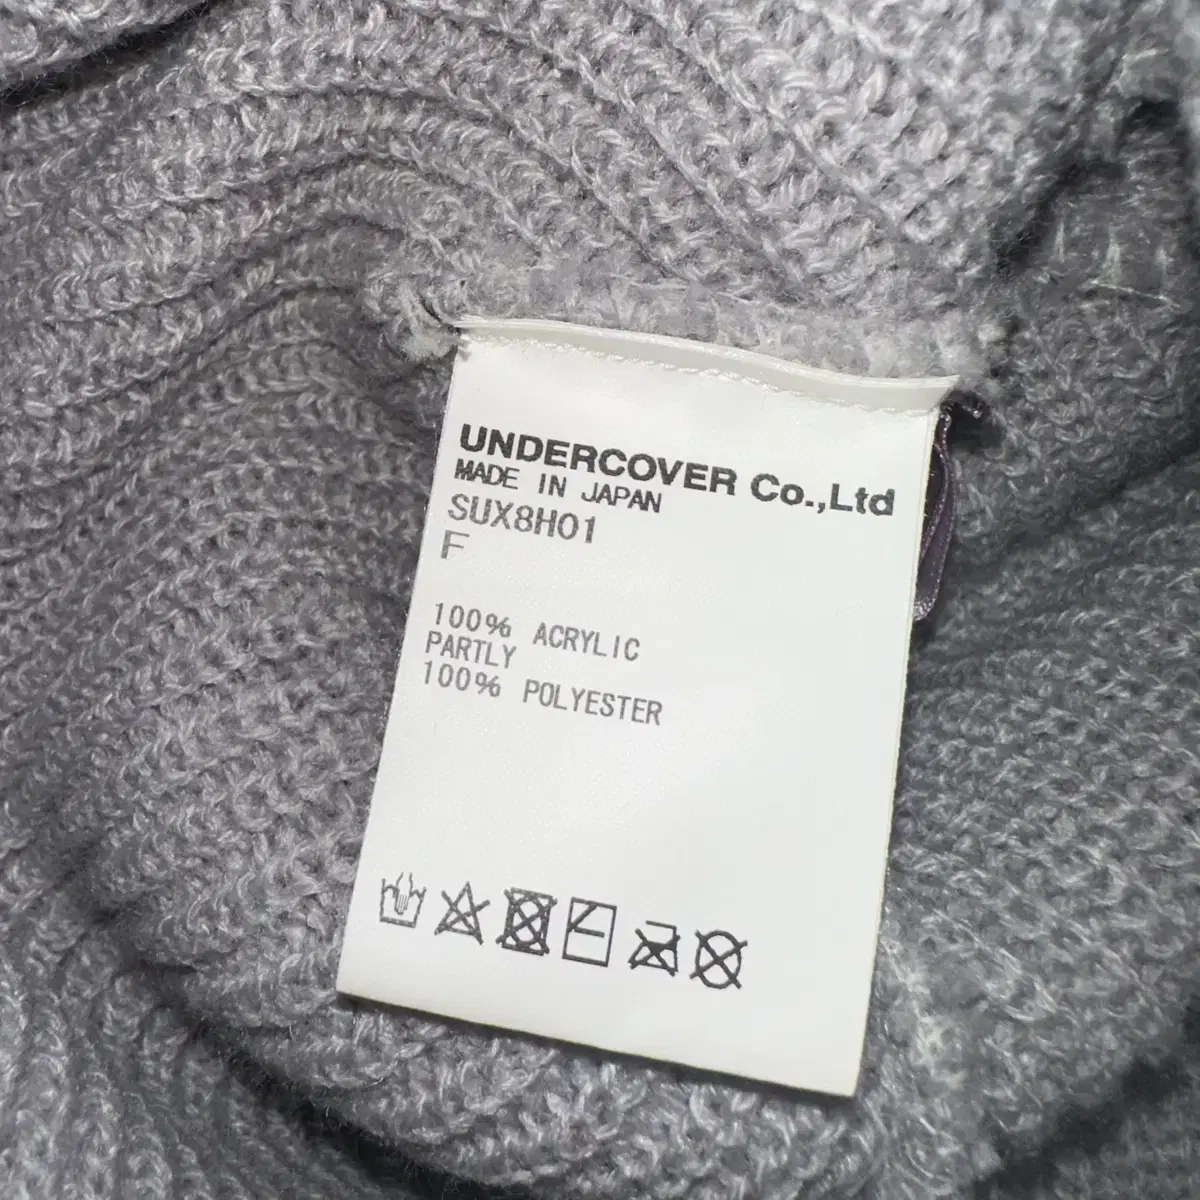 UNDERCOVER Co.,Ltd
MADE IN JAPAN
SUX8H01
F
100% ACRYLIC
PARTLY
100% POLYESTER